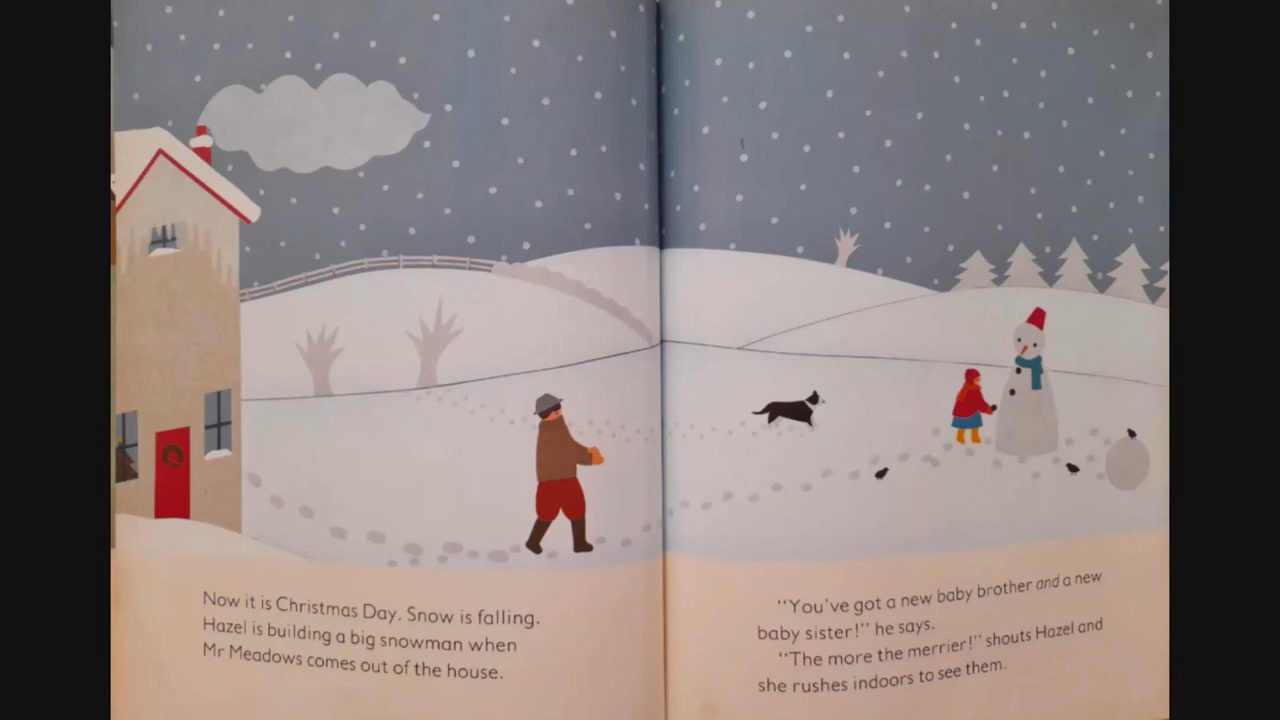 Now it is Christmas Day. Snow is falling.
Hazel is building a big snowman when
Mr Meadows comes out of the house.
"You've got a new baby brother and a new
baby sister!" he says.
"The more the merrier!" shouts Hazel and
she rushes indoors to see them.